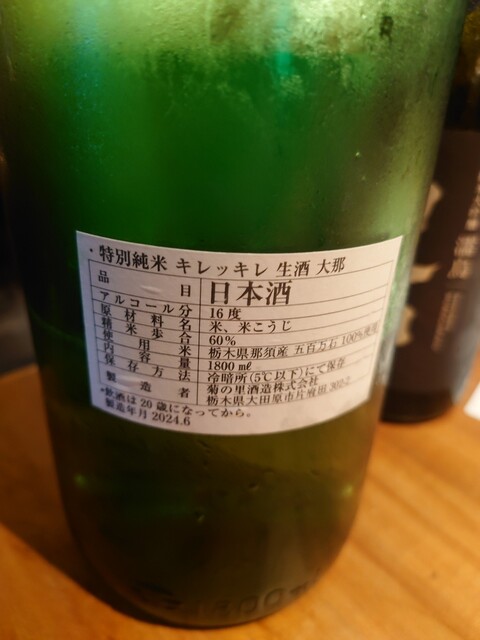 ・特別純米 キレッキレ 生酒 大那
品目 日本酒
アルコール分 16度
原材料名 米、米こうじ
精米歩合 60%
使用米 栃木県那須産 五百万石 100%使用
内容量 1800㎖
保存方法 冷暗所(5℃以下)にて保存
製造者 菊の里酒造株式会社
栃木県大田原市片府田 302-2
・飲酒は20歳になってから。
製造年月 2024.6